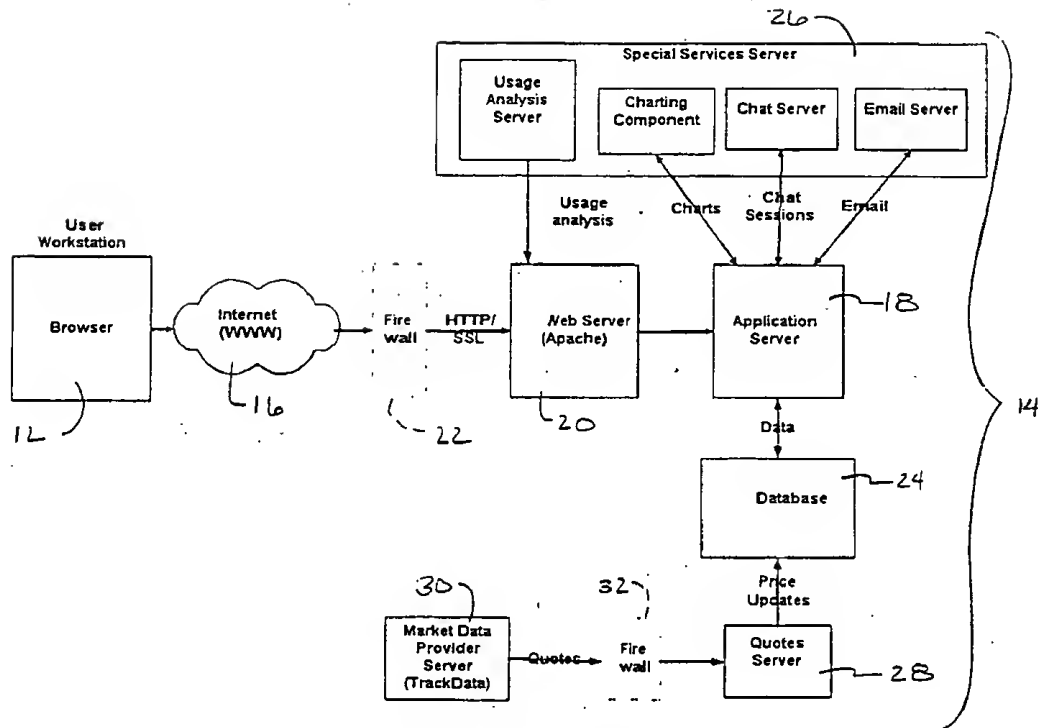 26
Special Services Server
Usage
Analysis
Server
Charting
Component
Chat Server
Email Server
Usage
analysis
Charts
Chat
Sessions
Email
User
Workstation
Browser
Internet
(WWW)
Fire
wall
HTTP/
SSL
Web Server
(Apache)
Application
Server
18
12
16
22
20
14
Data
Database
24
Price
Updates
30
32
Market Data
Provider
Server
(TrackData)
Quotes
Fire
wall
Quotes
Server
28